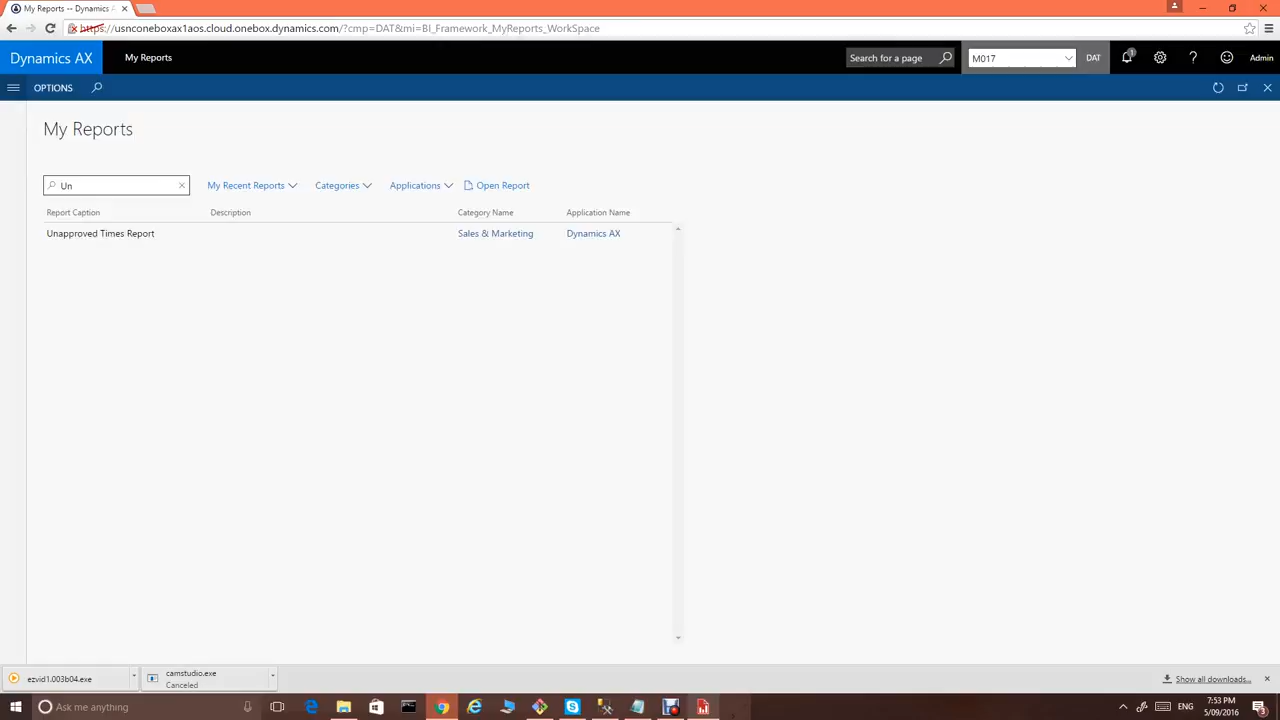 My Reports -- Dynamics A
https://usnconeboxax1aos.cloud.onebox.dynamics.com/?cmp=DAT&mi=BI_Framework_MyReports_WorkSpace
Dynamics AX
My Reports
Search for a page
M017
DAT
1
?
Admin
OPTIONS
My Reports
Un
My Recent Reports
Categories
Applications
Open Report
Report Caption
Description
Category Name
Application Name
Unapproved Times Report
Sales & Marketing
Dynamics AX
ezvid1.003b04.exe
camstudio.exe
Canceled
Show all downloads...
Ask me anything
ENG
7:53 PM
5/09/2016